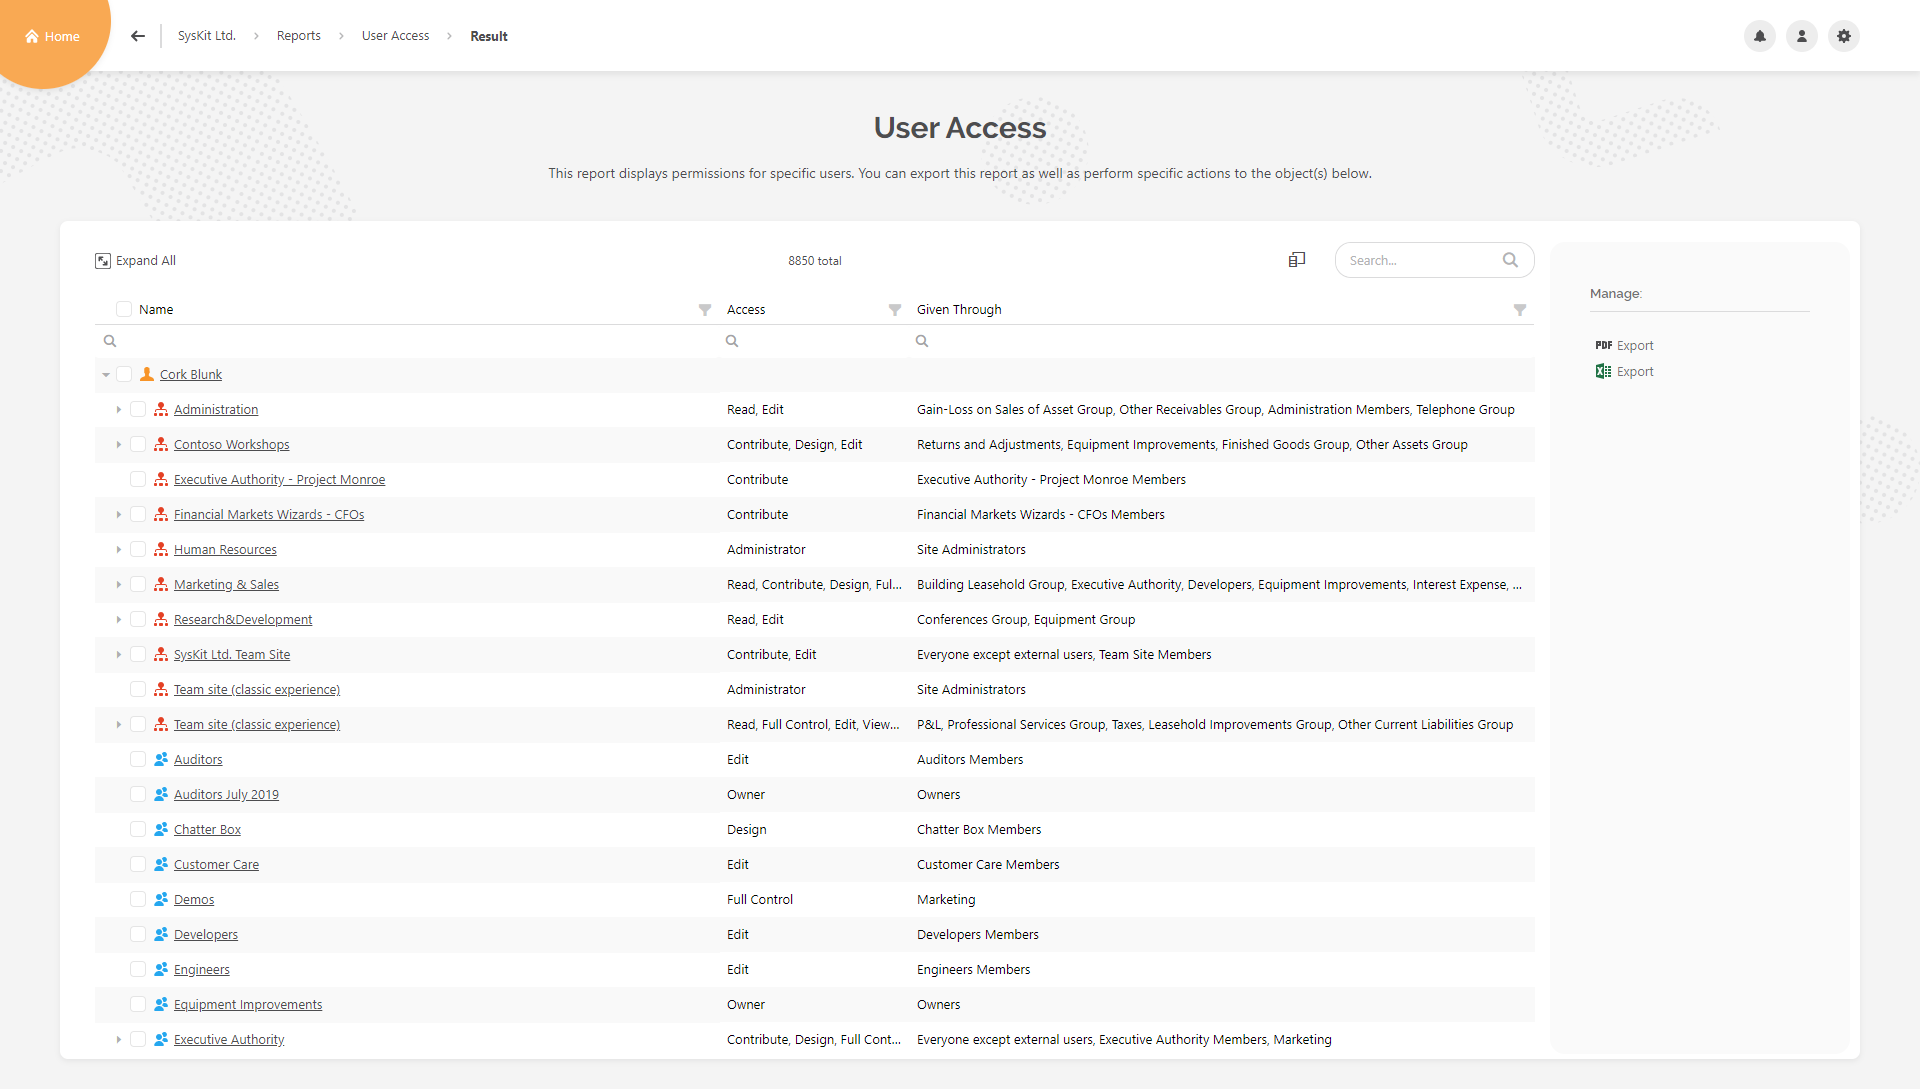 Home
SysKit Ltd. > Reports > User Access > Result
User Access
This report displays permissions for specific users. You can export this report as well as perform specific actions to the object(s) below.
Expand All
8850 total
Search...
Manage:
PDF Export
Export
Name Access Given Through
Cork Blunk
Administration Read, Edit Gain-Loss on Sales of Asset Group, Other Receivables Group, Administration Members, Telephone Group
Contoso Workshops Contribute, Design, Edit Returns and Adjustments, Equipment Improvements, Finished Goods Group, Other Assets Group
Executive Authority - Project Monroe Contribute Executive Authority - Project Monroe Members
Financial Markets Wizards - CFOs Contribute Financial Markets Wizards - CFOs Members
Human Resources Administrator Site Administrators
Marketing & Sales Read, Contribute, Design, Ful... Building Leasehold Group, Executive Authority, Developers, Equipment Improvements, Interest Expense, ...
Research&Development Read, Edit Conferences Group, Equipment Group
SysKit Ltd. Team Site Contribute, Edit Everyone except external users, Team Site Members
Team site (classic experience) Administrator Site Administrators
Team site (classic experience) Read, Full Control, Edit, View... P&L, Professional Services Group, Taxes, Leasehold Improvements Group, Other Current Liabilities Group
Auditors Edit Auditors Members
Auditors July 2019 Owner Owners
Chatter Box Design Chatter Box Members
Customer Care Edit Customer Care Members
Demos Full Control Marketing
Developers Edit Developers Members
Engineers Edit Engineers Members
Equipment Improvements Owner Owners
Executive Authority Contribute, Design, Full Cont... Everyone except external users, Executive Authority Members, Marketing